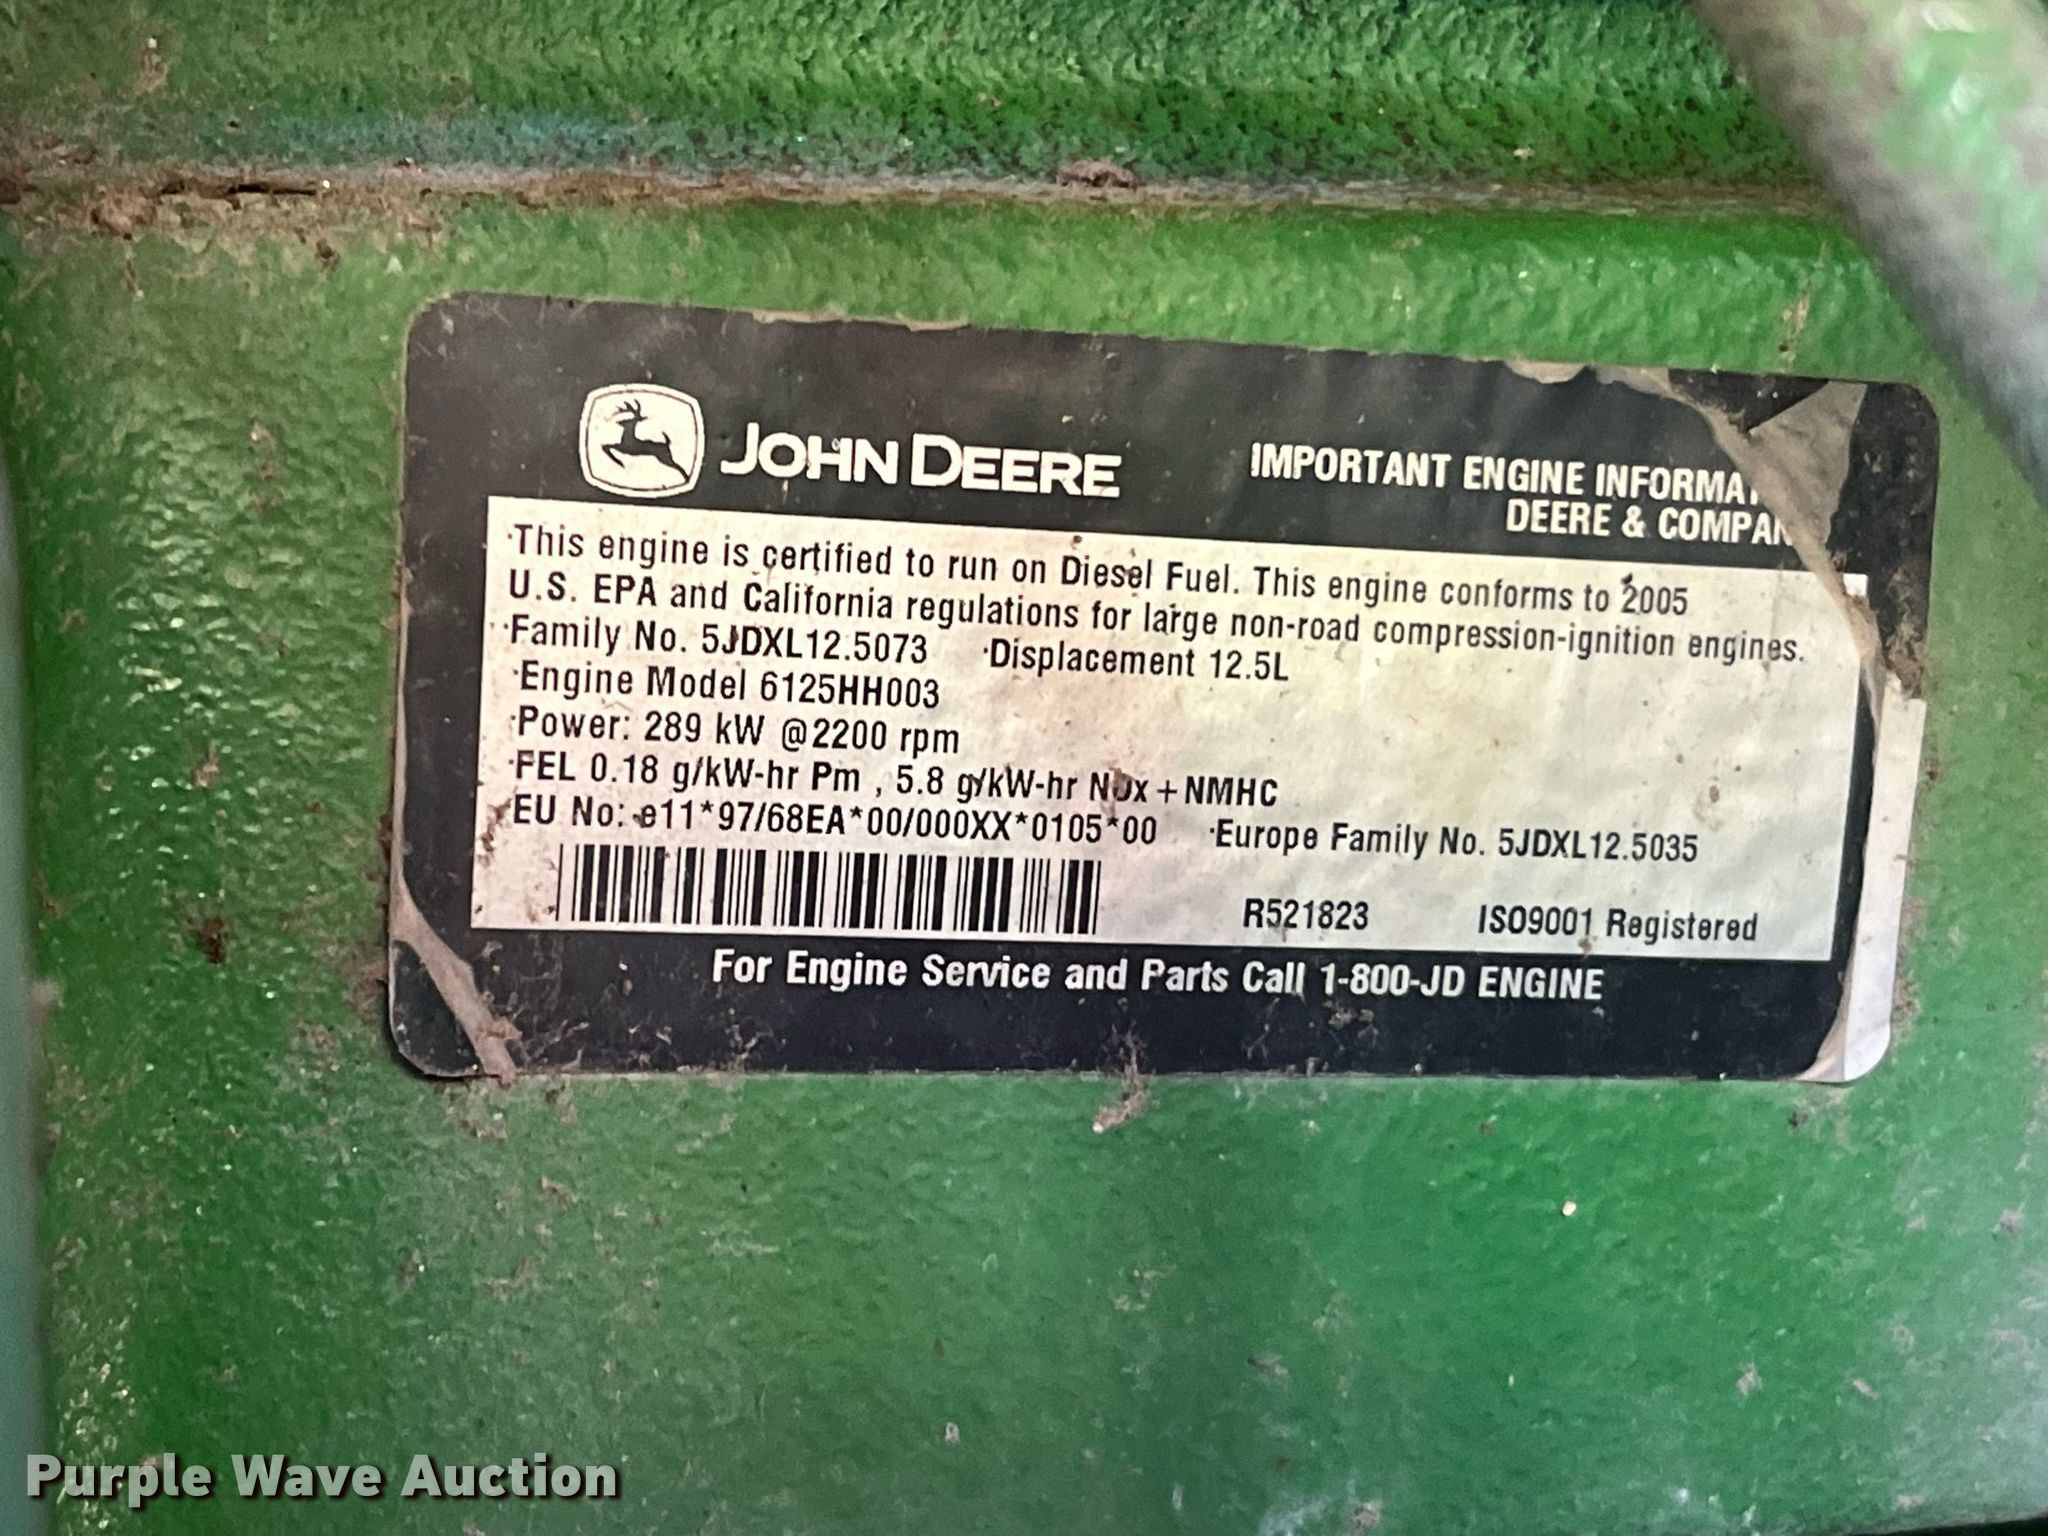 JOHN DEERE
IMPORTANT ENGINE INFORMAT
DEERE & COMPAN
·This engine is certified to run on Diesel Fuel. This engine conforms to 2005
U.S. EPA and California regulations for large non-road compression-ignition engines.
·Family No. 5JDXL12.5073 ·Displacement 12.5L
·Engine Model 6125HH003
·Power: 289 kW @2200 rpm
·FEL 0.18 g/kW-hr Pm , 5.8 g/kW-hr NOx+NMHC
·EU No: e11*97/68EA*00/000XX*0105*00 ·Europe Family No. 5JDXL12.5035
R521823 ISO9001 Registered
For Engine Service and Parts Call 1-800-JD ENGINE
Purple Wave Auction